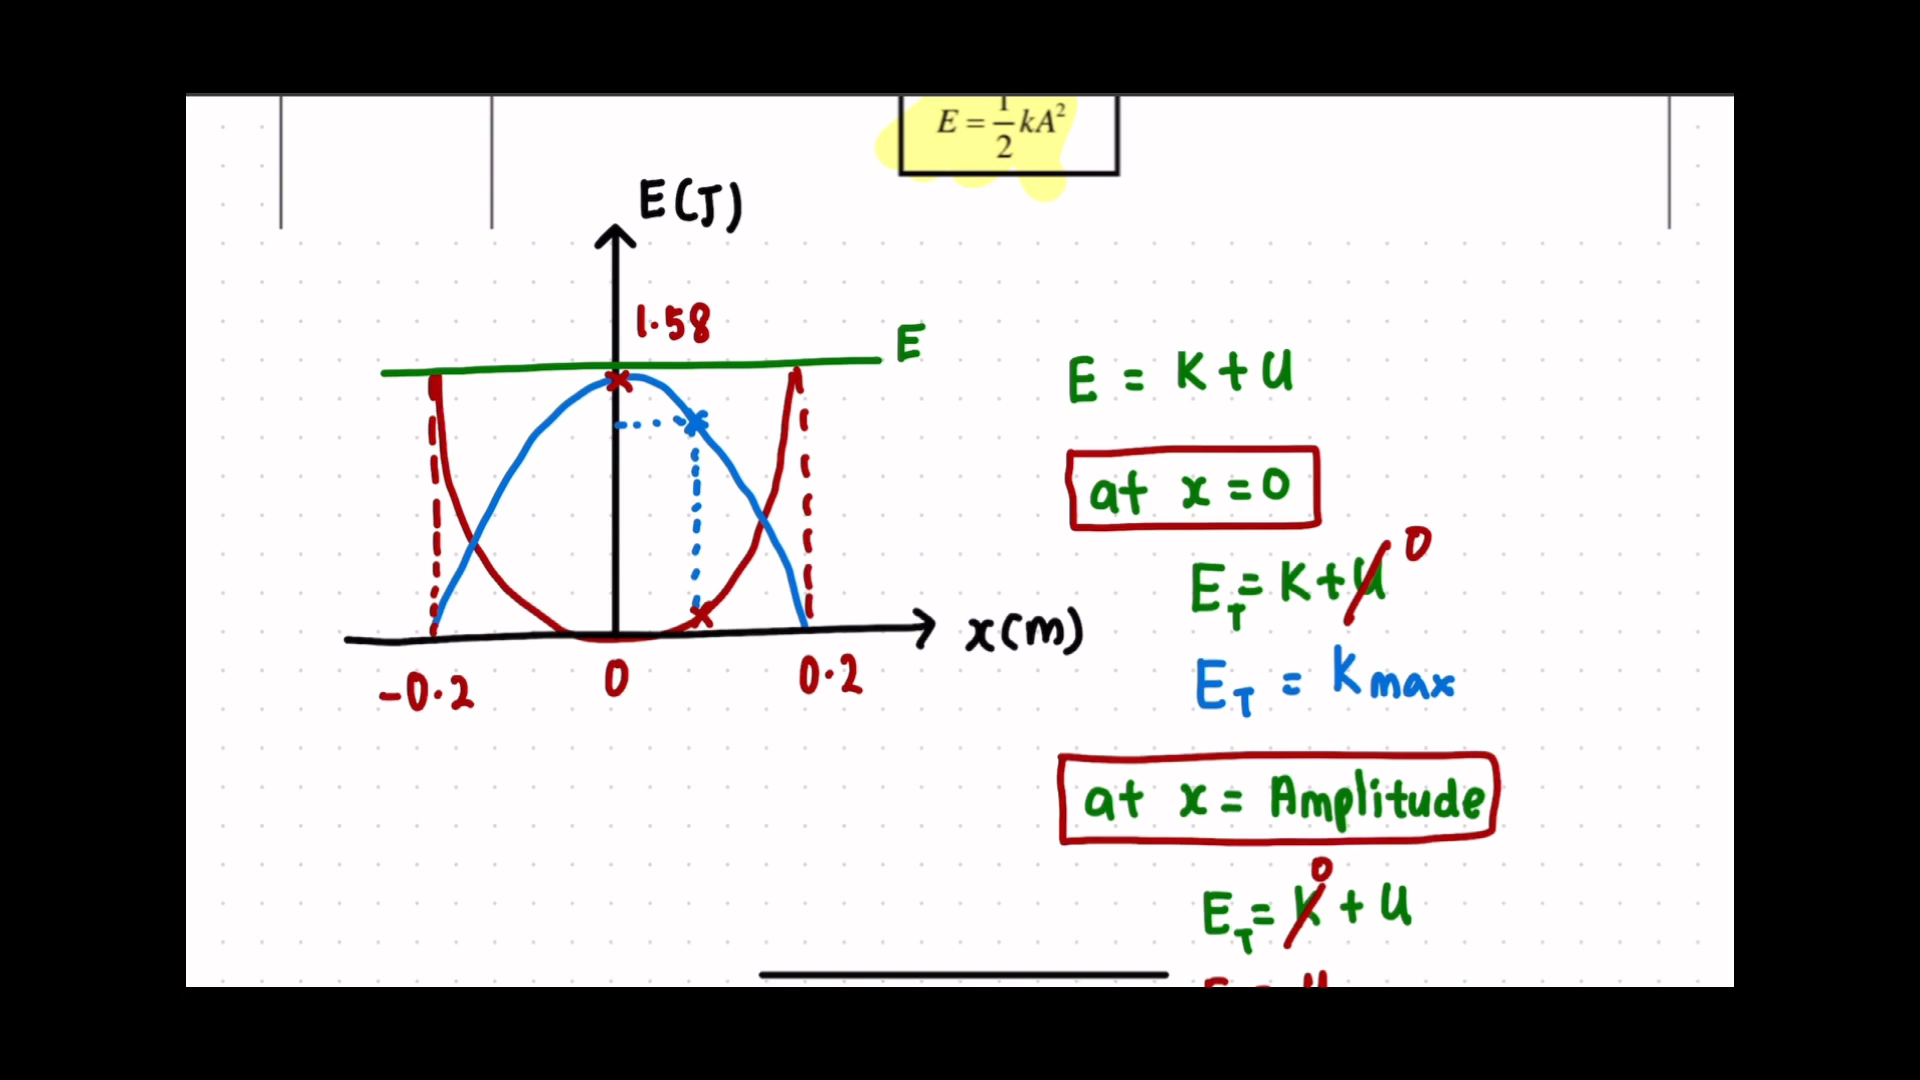 E = 1/2 kA²
E(J)
1.58
E
x(m)
-0.2
0
0.2
E = K + U
at x = 0
E_T = K + U 0
E_T = K max
at x = Amplitude
0
E_T = K + U